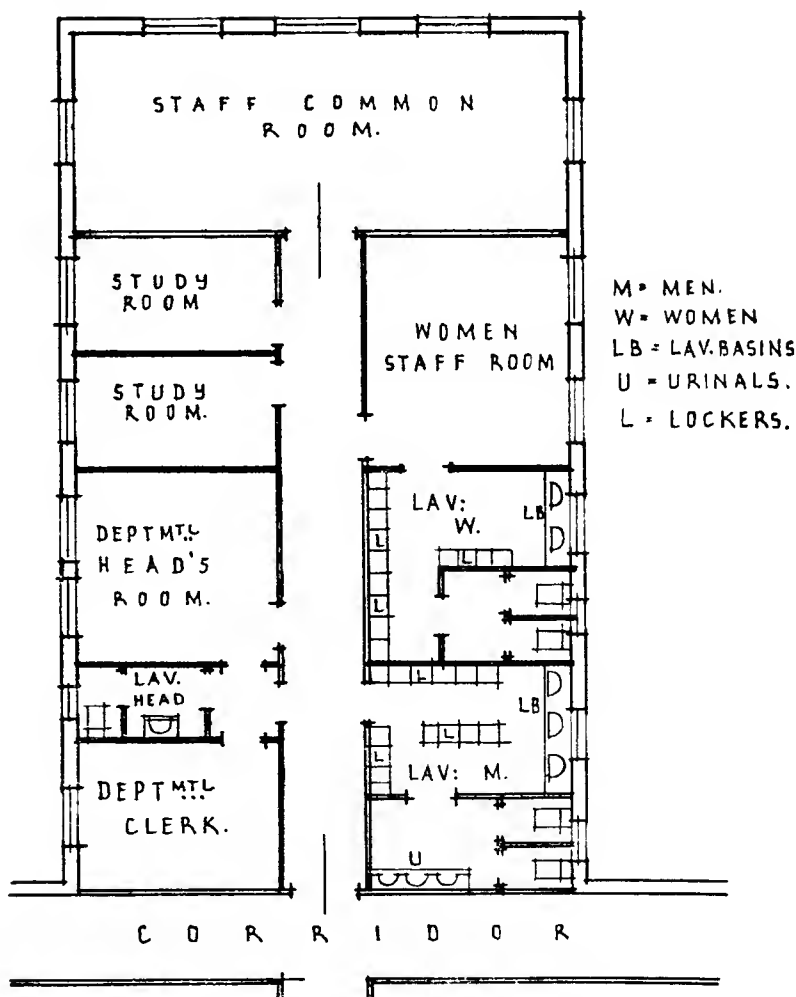 STAFF COMMON
ROOM.
STUDY
ROOM
STUDY
ROOM.
WOMEN
STAFF ROOM
M = MEN.
W = WOMEN
LB = LAV. BASINS
U = URINALS.
L = LOCKERS.
DEPTMTL
HEAD'S
ROOM.
LAV:
W.
LB
L
L
L
LAV.
HEAD
L
LB
L
L
LAV: M.
DEPTMTL
CLERK.
U
CORRIDOR